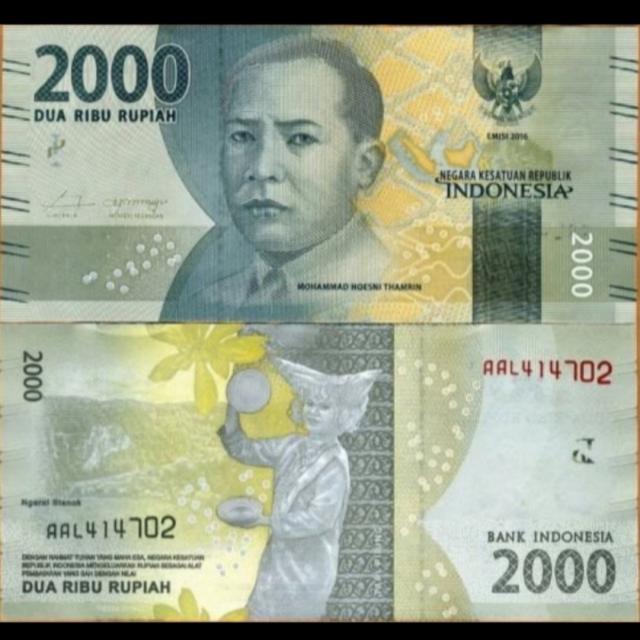 2000
DUA RIBU RUPIAH
EMISI 2016
NEGARA KESATUAN REPUBLIK
INDONESIA
2000
MOHAMMAD HOESNI THAMRIN
2000
AAL414702
Ngarai Sianok
AAL414702
DENGAN RAHMAT TUHAN YANG MAHA ESA, NEGARA KESATUAN
REPUBLIK INDONESIA MENGELUARKAN RUPIAH SEBAGAI ALAT
PEMBAYARAN YANG SAH DENGAN NILAI
DUA RIBU RUPIAH
BANK INDONESIA
2000